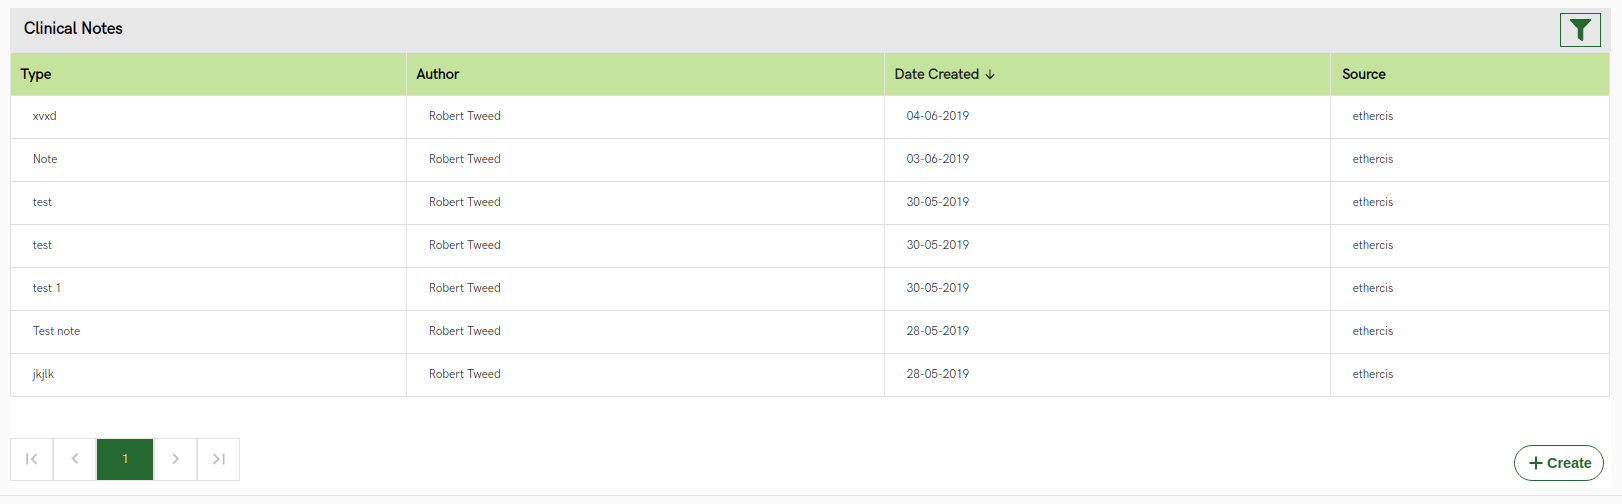 Clinical Notes
Type Author Date Created Source
xvxd Robert Tweed 04-06-2019 ethercis
Note Robert Tweed 03-06-2019 ethercis
test Robert Tweed 30-05-2019 ethercis
test Robert Tweed 30-05-2019 ethercis
test 1 Robert Tweed 30-05-2019 ethercis
Test note Robert Tweed 28-05-2019 ethercis
jkjlk Robert Tweed 28-05-2019 ethercis
1
Create